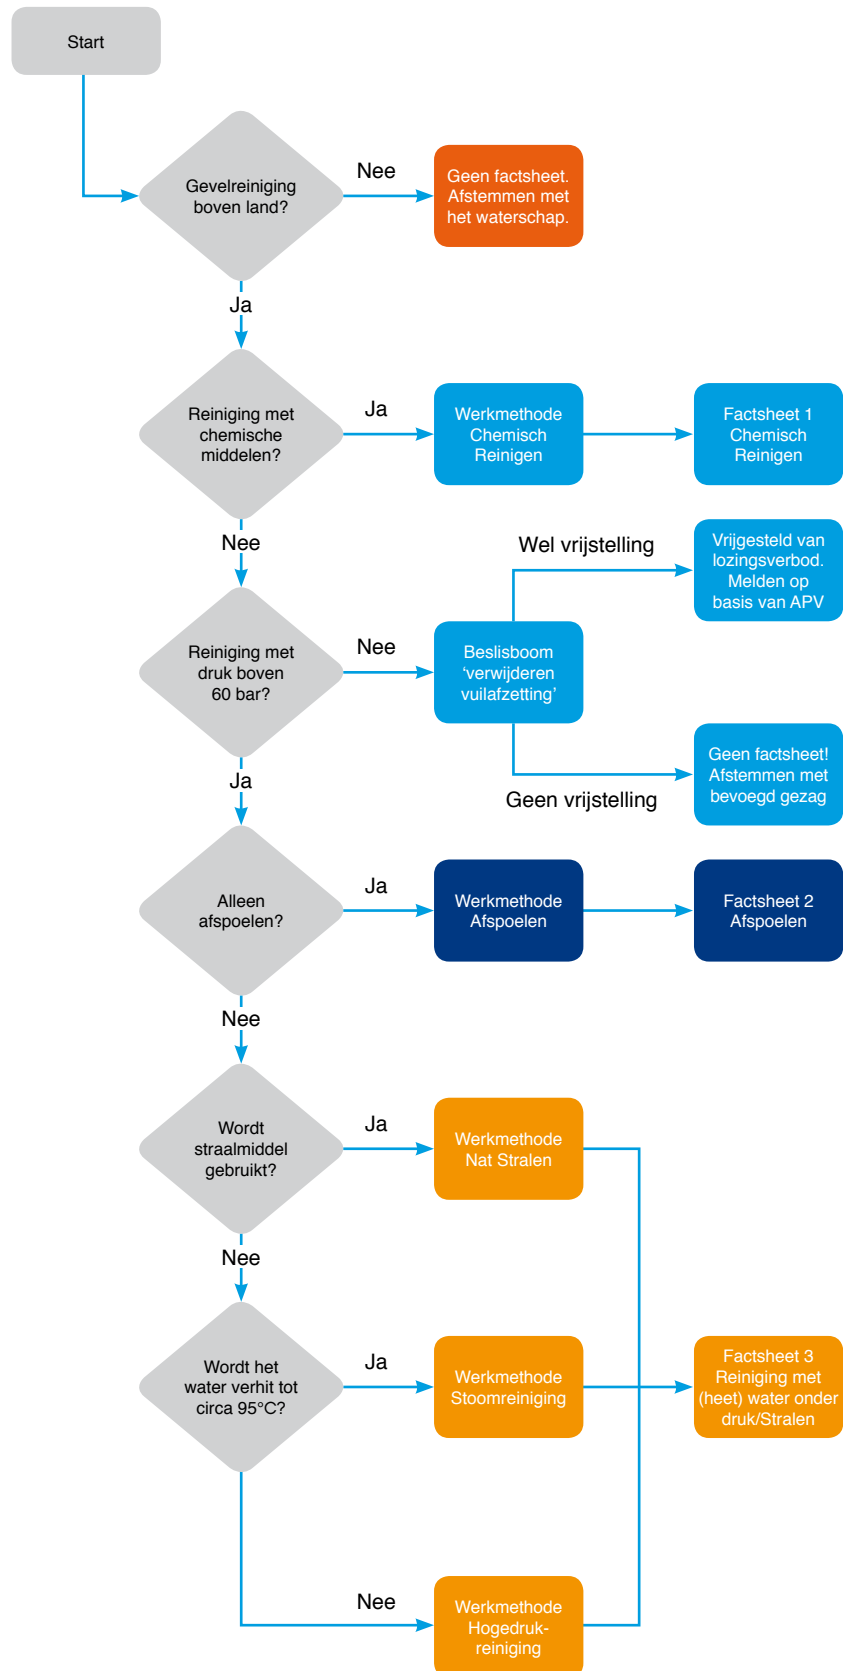 Start
Gevelreiniging
boven land?
Nee
Geen factsheet.
Afstemmen met
het waterschap.
Ja
Reiniging met
chemische
middelen?
Ja
Werkmethode
Chemisch
Reinigen
Factsheet 1
Chemisch
Reinigen
Nee
Wel vrijstelling
Vrijgesteld van
lozingsverbod.
Melden op
basis van APV
Reiniging met
druk boven
60 bar?
Nee
Beslisboom
‘verwijderen
vuilafzetting’
Geen vrijstelling
Geen factsheet!
Afstemmen met
bevoegd gezag
Ja
Alleen
afspoelen?
Ja
Werkmethode
Afspoelen
Factsheet 2
Afspoelen
Nee
Wordt
straalmiddel
gebruikt?
Ja
Werkmethode
Nat Stralen
Nee
Wordt het
water verhit tot
circa 95°C?
Ja
Werkmethode
Stoomreiniging
Factsheet 3
Reiniging met
(heet) water onder
druk/Stralen
Nee
Werkmethode
Hogedruk-
reiniging